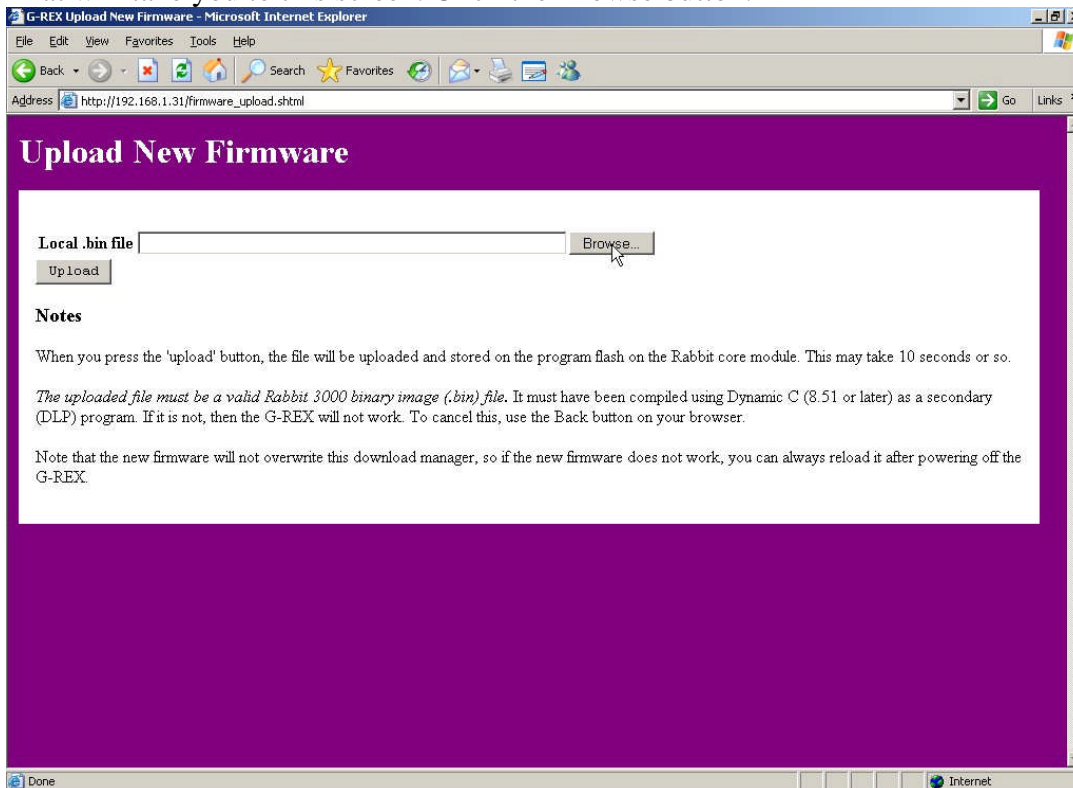 G-REX Upload New Firmware - Microsoft Internet Explorer
File Edit View Favorites Tools Help
Back Search Favorites
Address http://192.168.1.31/firmware_upload.shtml Go Links
Upload New Firmware
Local .bin file Browse...
Upload
Notes
When you press the 'upload' button, the file will be uploaded and stored on the program flash on the Rabbit core module. This may take 10 seconds or so.
The uploaded file must be a valid Rabbit 3000 binary image (.bin) file. It must have been compiled using Dynamic C (8.51 or later) as a secondary
(DLP) program. If it is not, then the G-REX will not work. To cancel this, use the Back button on your browser.
Note that the new firmware will not overwrite this download manager, so if the new firmware does not work, you can always reload it after powering off the
G-REX.
Done Internet